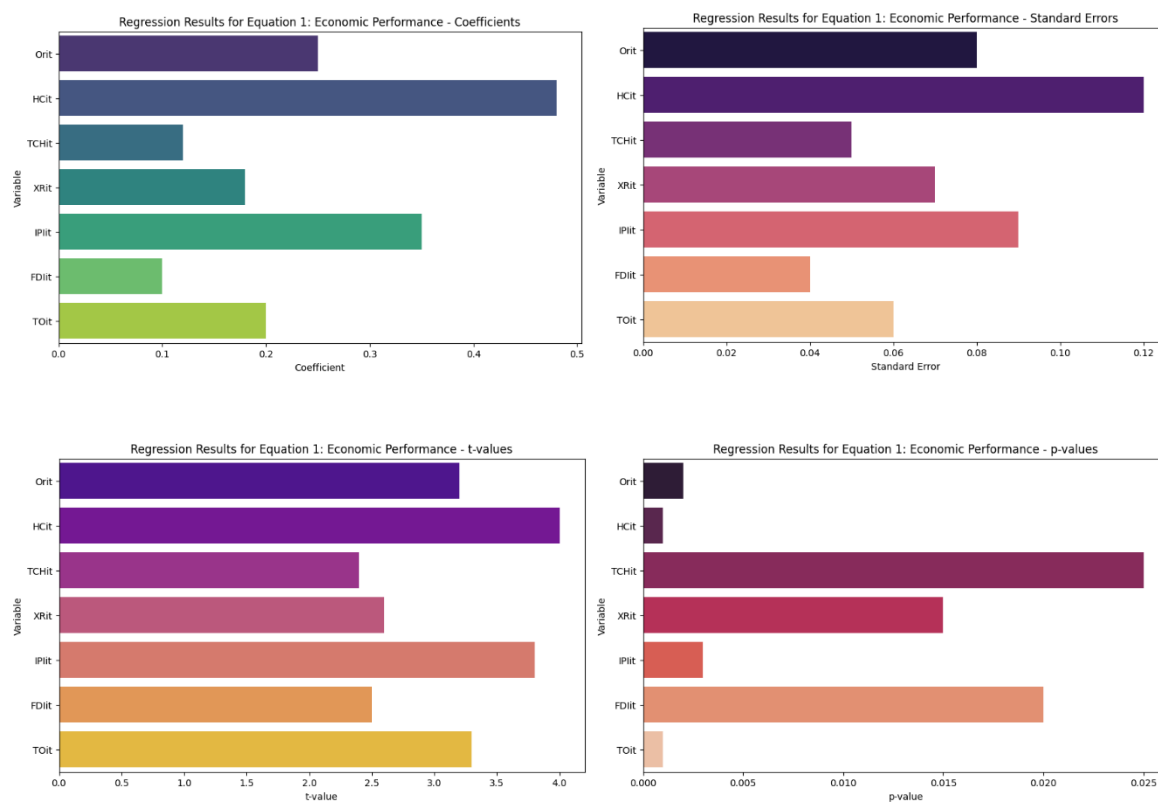 Regression Results for Equation 1: Economic Performance - Coefficients
Variable
Orit
HCit
TCHit
XRit
IPIit
FDIit
TOit
0.0 0.1 0.2 0.3 0.4 0.5
Coefficient
Regression Results for Equation 1: Economic Performance - Standard Errors
Variable
Orit
HCit
TCHit
XRit
IPIit
FDIit
TOit
0.00 0.02 0.04 0.06 0.08 0.10 0.12
Standard Error
Regression Results for Equation 1: Economic Performance - t-values
Variable
Orit
HCit
TCHit
XRit
IPIit
FDIit
TOit
0.0 0.5 1.0 1.5 2.0 2.5 3.0 3.5 4.0
t-value
Regression Results for Equation 1: Economic Performance - p-values
Variable
Orit
HCit
TCHit
XRit
IPIit
FDIit
TOit
0.000 0.005 0.010 0.015 0.020 0.025
p-value